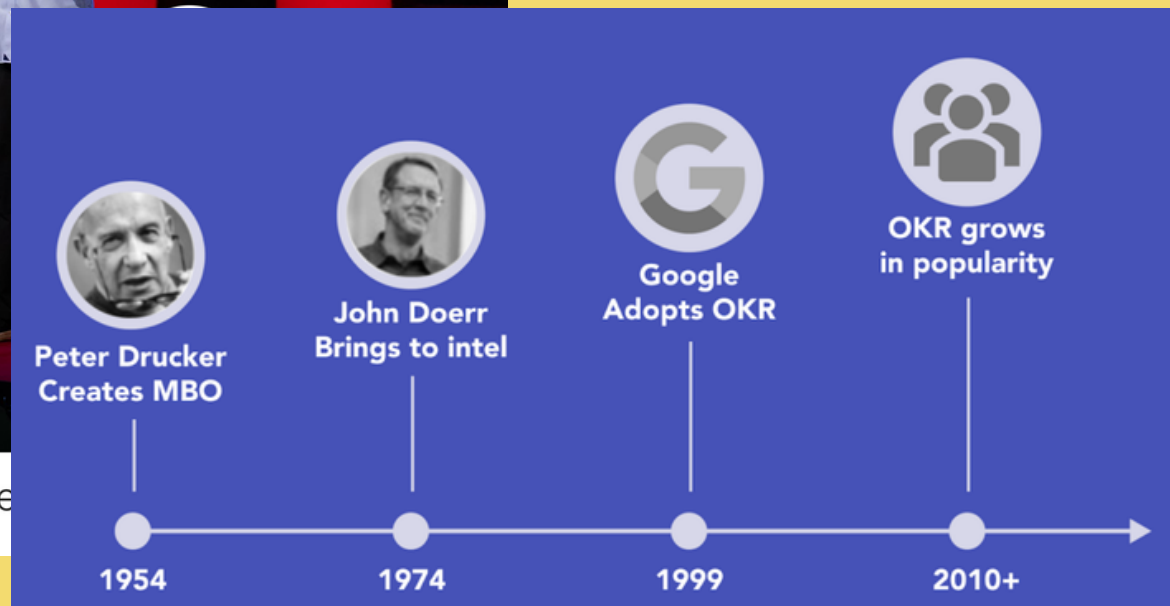 Peter Drucker
Creates MBO
John Doerr
Brings to intel
Google
Adopts OKR
OKR grows
in popularity
1954
1974
1999
2010+